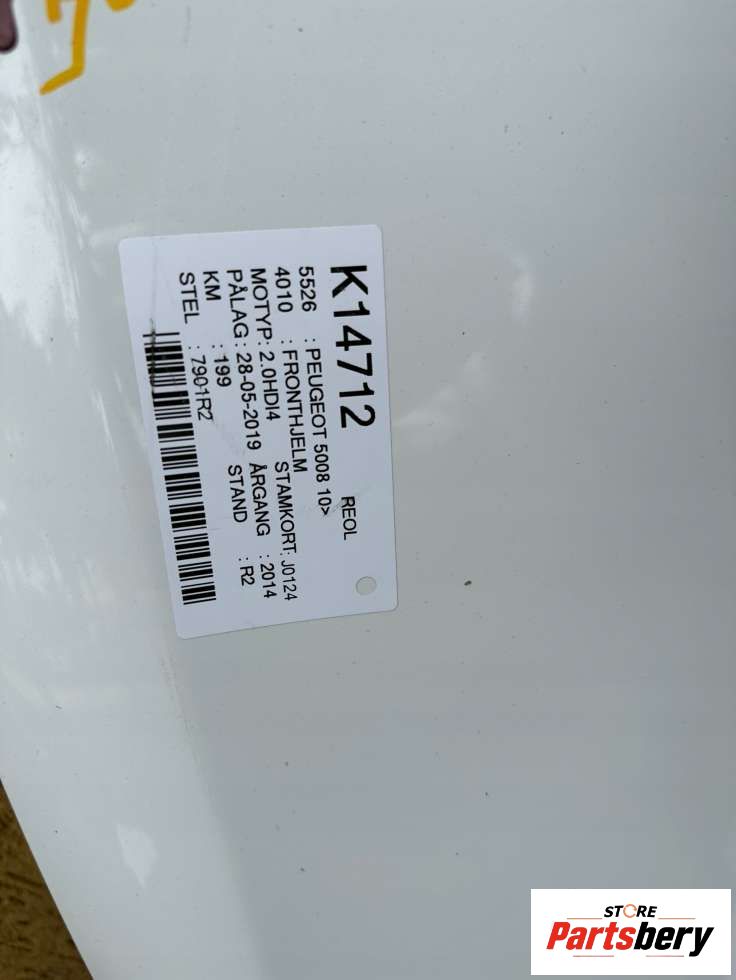 K14712 REOL
5526 : PEUGEOT 5008 10>
4010 : FRONTHJELM
MOTYP: 2.0HDI4 STAMKORT: J0124
PÅLAG : 28-05-2019 ÅRGANG : 2014
KM : 199 STAND : R2
STEL : 7901R2
STORE
Partsbery